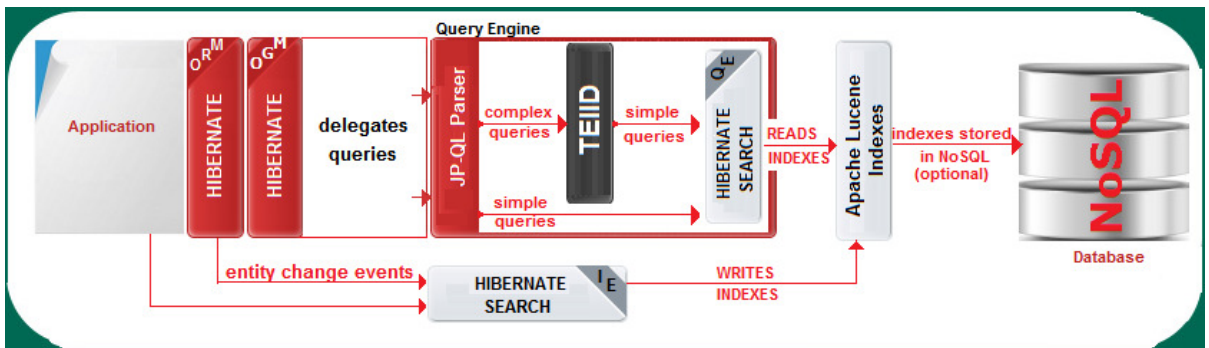 Query Engine
Application
ORM
HIBERNATE
OGM
HIBERNATE
delegates
queries
JP-QL Parser
complex
queries
TEIID
simple
queries
simple
queries
QE
HIBERNATE
SEARCH
READS
INDEXES
Apache Lucene
Indexes
indexes stored
in NoSQL
(optional)
NoSQL
Database
entity change events
HIBERNATE
SEARCH
IE
WRITES
INDEXES